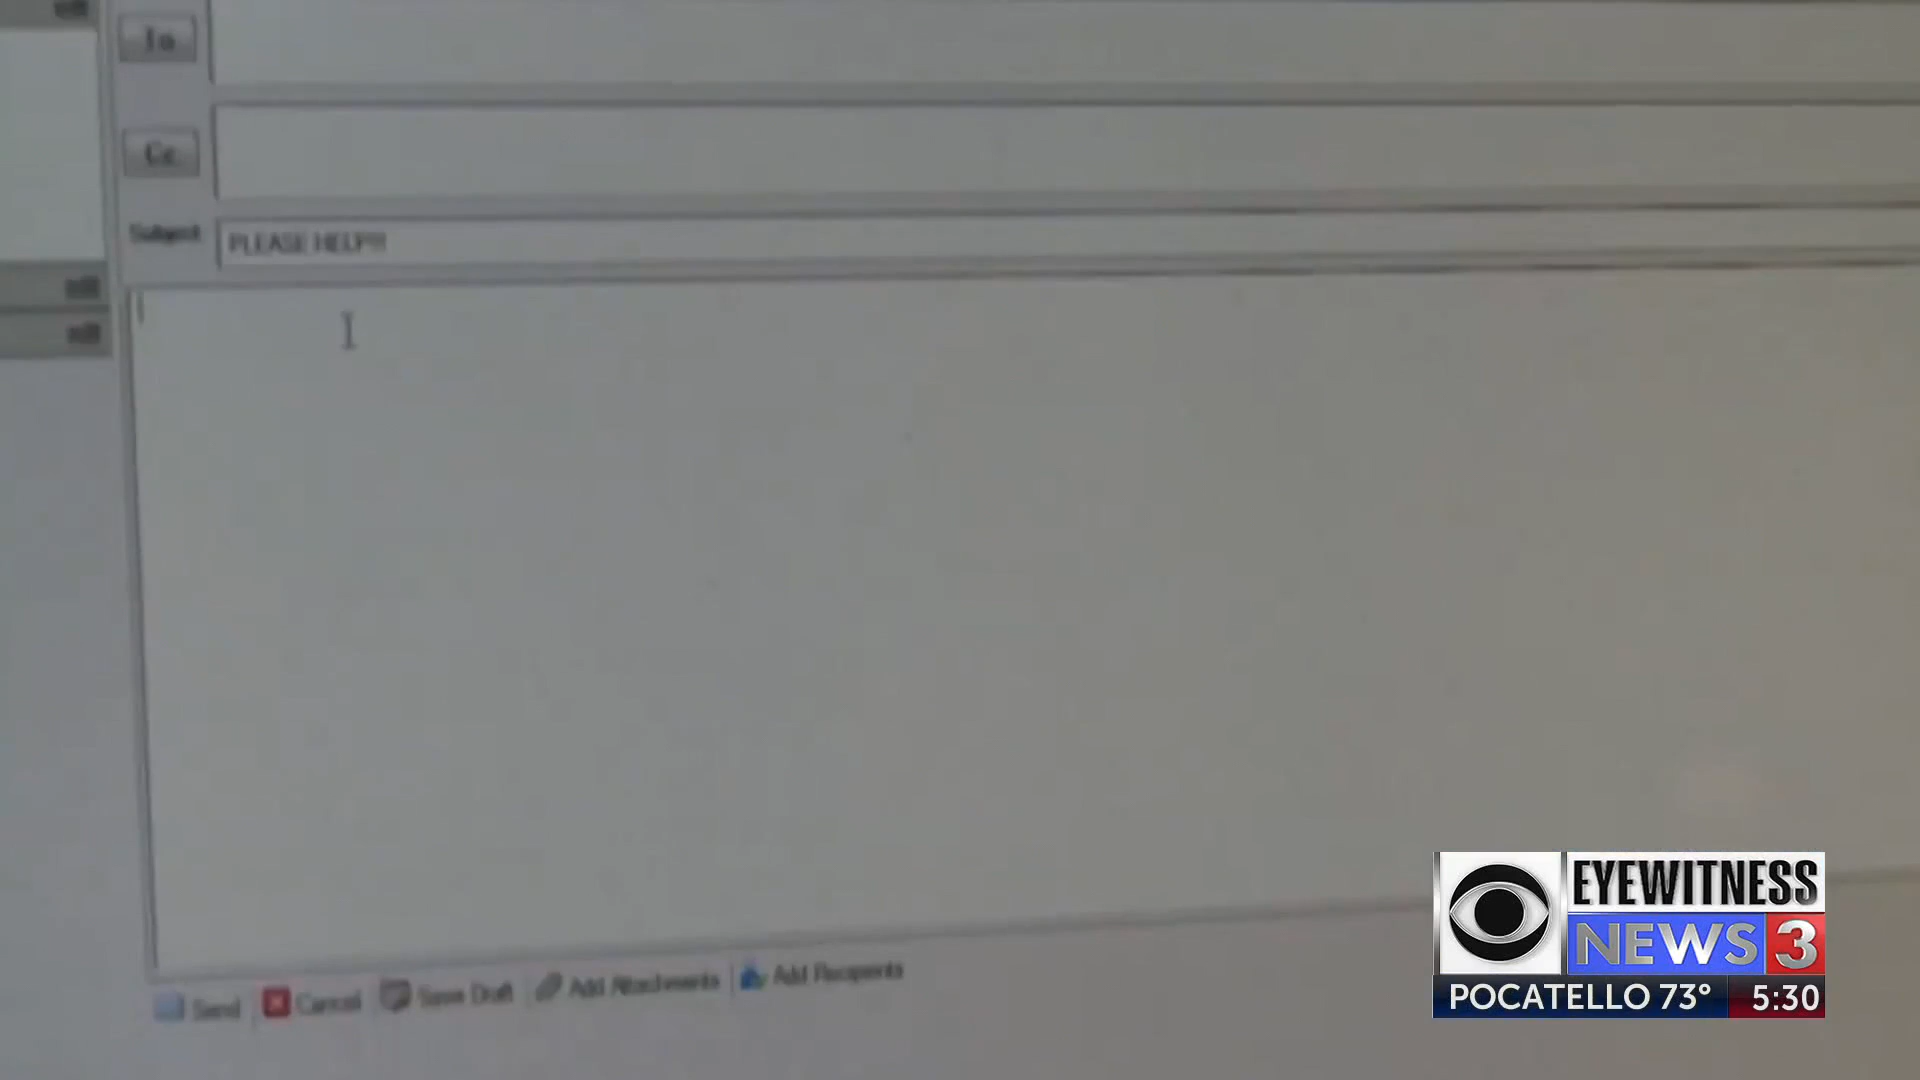 To
Cc
Subject PLEASE HELP!!!
Send Cancel Save Draft Add Attachments Add Recipients
EYEWITNESS
NEWS 3
POCATELLO 73° 5:30